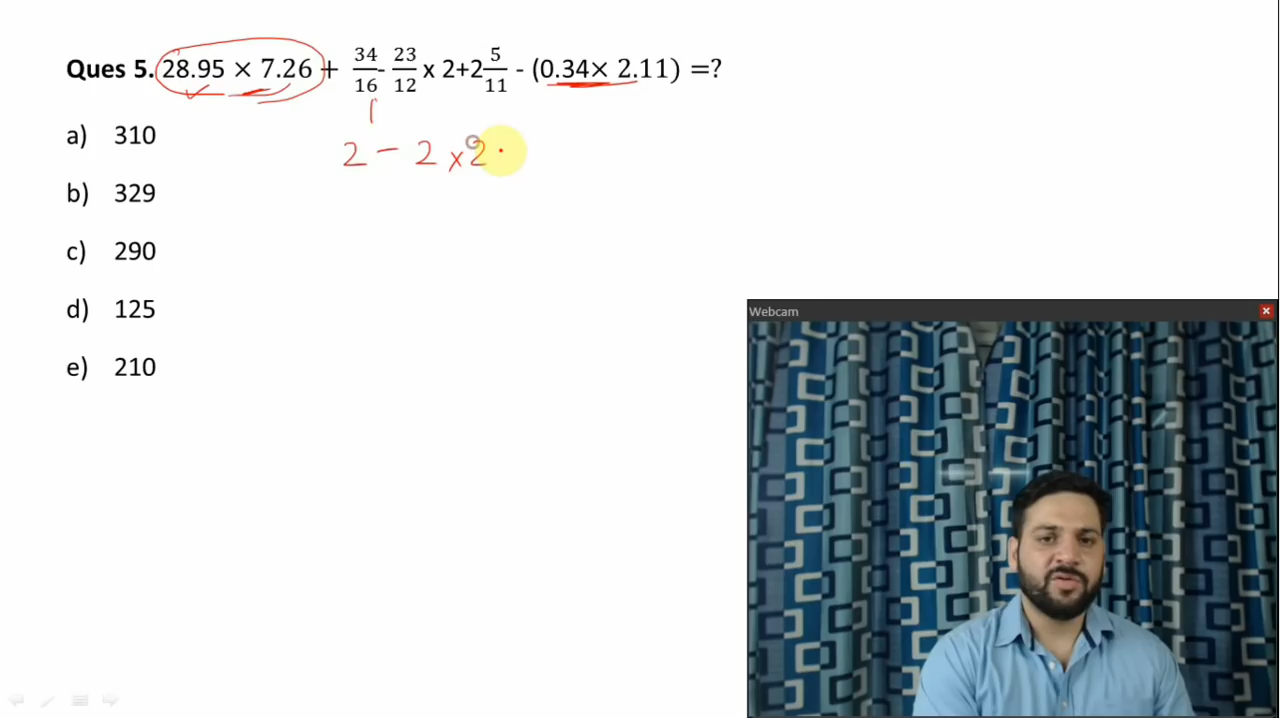 Ques 5. 28.95 × 7.26 + 34/16 - 23/12 x 2+2 5/11 - (0.34× 2.11) =?
2 - 2 x 2
a) 310
b) 329
c) 290
d) 125
e) 210
Webcam